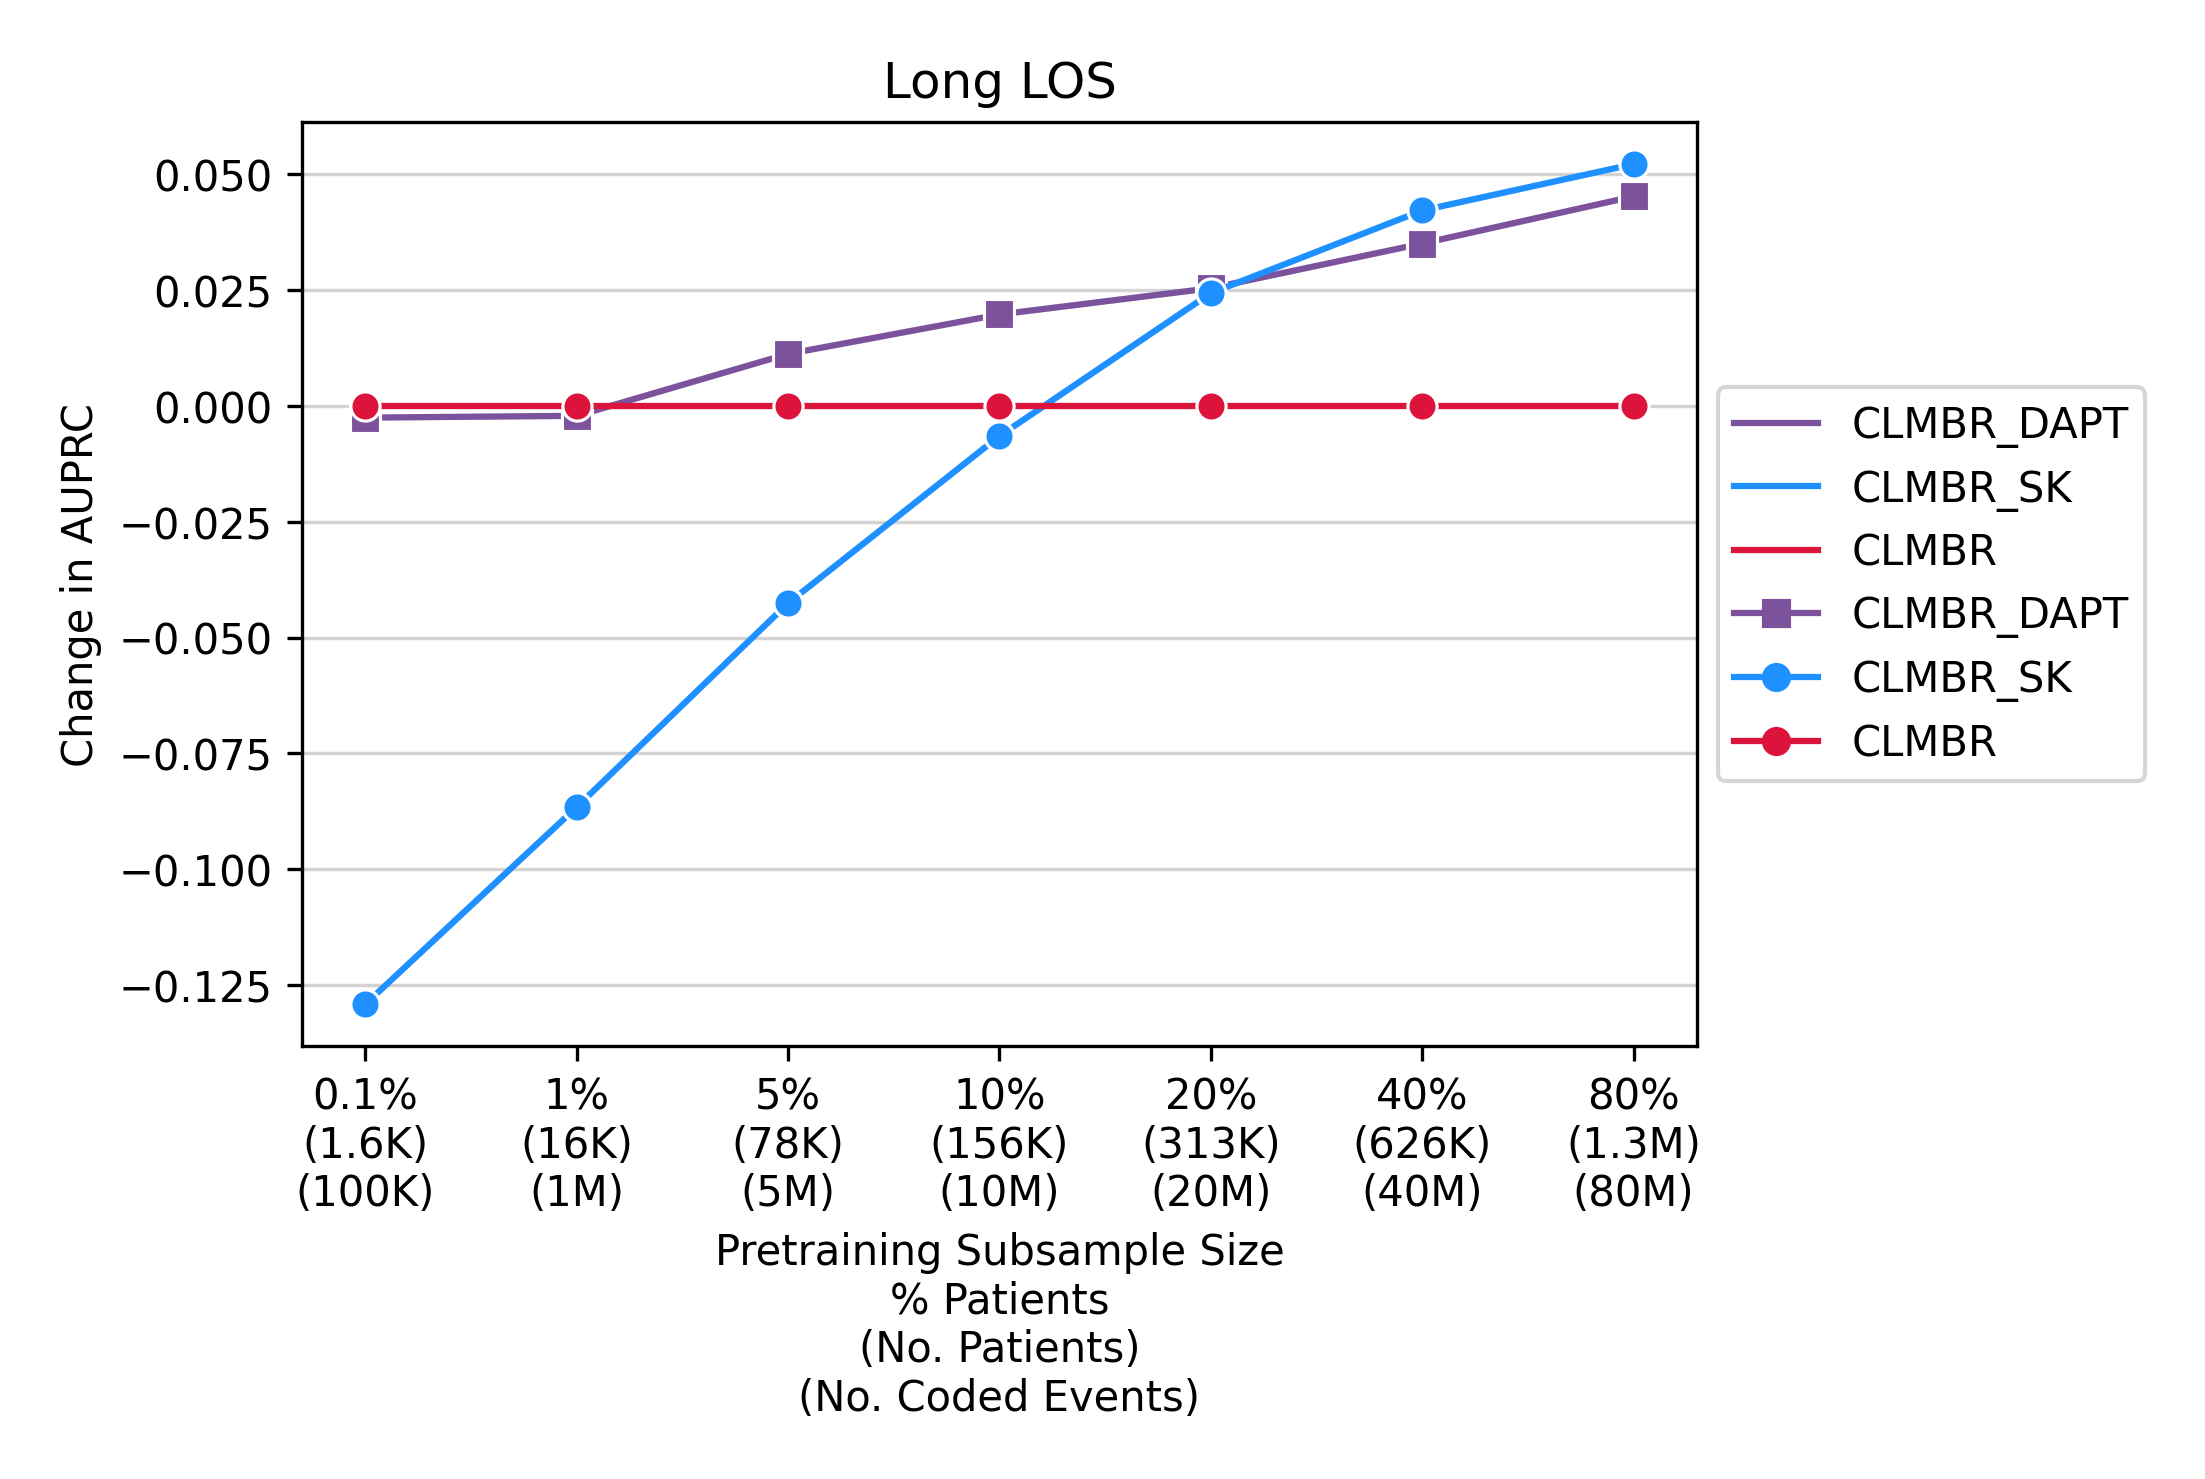 Long LOS
Change in AUPRC
0.050
0.025
0.000
−0.025
−0.050
−0.075
−0.100
−0.125
CLMBR_DAPT
CLMBR_SK
CLMBR
CLMBR_DAPT
CLMBR_SK
CLMBR
0.1% 1% 5% 10% 20% 40% 80%
(1.6K) (16K) (78K) (156K) (313K) (626K) (1.3M)
(100K) (1M) (5M) (10M) (20M) (40M) (80M)
Pretraining Subsample Size
% Patients
(No. Patients)
(No. Coded Events)